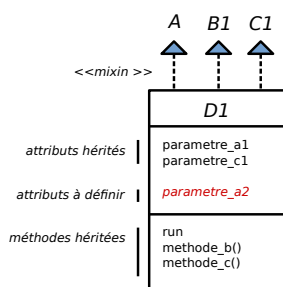 A B1 C1
<<mixin >>
D1
attributs hérités
parametre_a1
parametre_c1
attributs à définir
parametre_a2
méthodes héritées
run
methode_b()
methode_c()